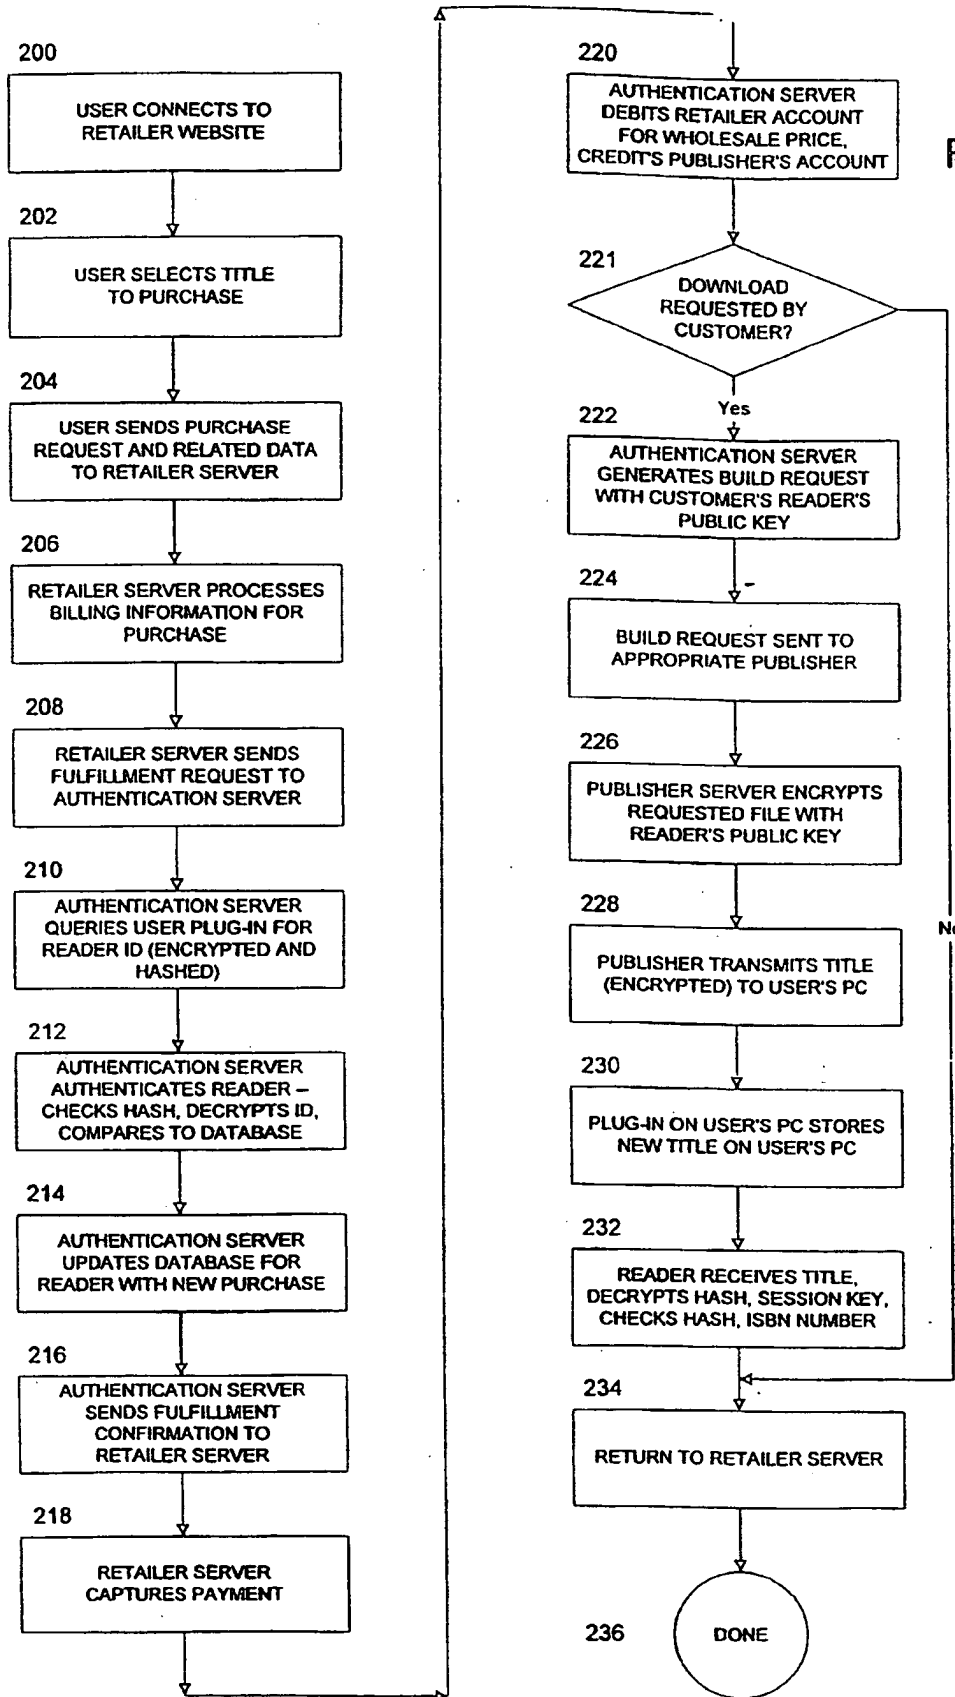 200
USER CONNECTS TO
RETAILER WEBSITE
202
USER SELECTS TITLE
TO PURCHASE
204
USER SENDS PURCHASE
REQUEST AND RELATED DATA
TO RETAILER SERVER
206
RETAILER SERVER PROCESSES
BILLING INFORMATION FOR
PURCHASE
208
RETAILER SERVER SENDS
FULFILLMENT REQUEST TO
AUTHENTICATION SERVER
210
AUTHENTICATION SERVER
QUERIES USER PLUG-IN FOR
READER ID (ENCRYPTED AND
HASHED)
212
AUTHENTICATION SERVER
AUTHENTICATES READER –
CHECKS HASH, DECRYPTS ID,
COMPARES TO DATABASE
214
AUTHENTICATION SERVER
UPDATES DATABASE FOR
READER WITH NEW PURCHASE
216
AUTHENTICATION SERVER
SENDS FULFILLMENT
CONFIRMATION TO
RETAILER SERVER
218
RETAILER SERVER
CAPTURES PAYMENT
220
AUTHENTICATION SERVER
DEBITS RETAILER ACCOUNT
FOR WHOLESALE PRICE,
CREDIT'S PUBLISHER'S ACCOUNT
221
DOWNLOAD
REQUESTED BY
CUSTOMER?
Yes
222
AUTHENTICATION SERVER
GENERATES BUILD REQUEST
WITH CUSTOMER'S READER'S
PUBLIC KEY
224
BUILD REQUEST SENT TO
APPROPRIATE PUBLISHER
226
PUBLISHER SERVER ENCRYPTS
REQUESTED FILE WITH
READER'S PUBLIC KEY
228
PUBLISHER TRANSMITS TITLE
(ENCRYPTED) TO USER'S PC
230
PLUG-IN ON USER'S PC STORES
NEW TITLE ON USER'S PC
232
READER RECEIVES TITLE,
DECRYPTS HASH, SESSION KEY,
CHECKS HASH, ISBN NUMBER
234
RETURN TO RETAILER SERVER
236
DONE